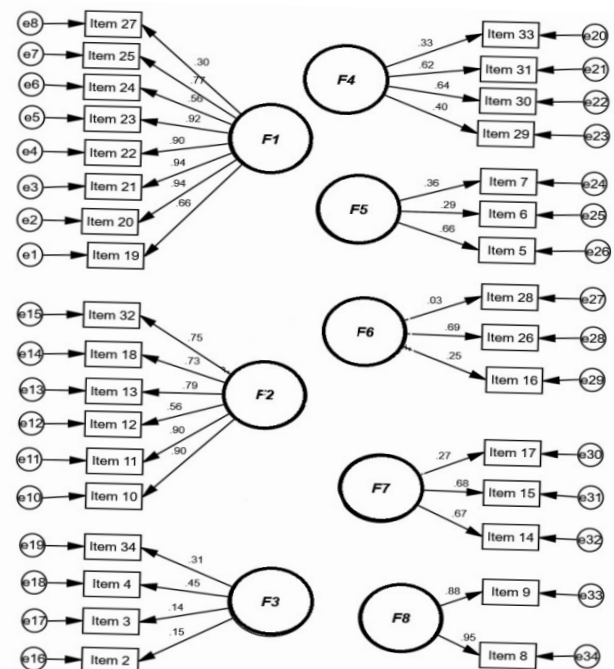 e8 Item 27
e7 Item 25
e6 Item 24
e5 Item 23
e4 Item 22
e3 Item 21
e2 Item 20
e1 Item 19
.30
.77
.56
.92
.90
.94
.94
.66
F1
e15 Item 32
e14 Item 18
e13 Item 13
e12 Item 12
e11 Item 11
e10 Item 10
.75
.73
.79
.56
.90
.90
F2
e19 Item 34
e18 Item 4
e17 Item 3
e16 Item 2
.31
.45
.14
.15
F3
F4
.33
.62
.64
.40
Item 33 e20
Item 31 e21
Item 30 e22
Item 29 e23
F5
.36
.29
.66
Item 7 e24
Item 6 e25
Item 5 e26
F6
.03
.69
.25
Item 28 e27
Item 26 e28
Item 16 e29
F7
.27
.68
.67
Item 17 e30
Item 15 e31
Item 14 e32
F8
.88
.95
Item 9 e33
Item 8 e34